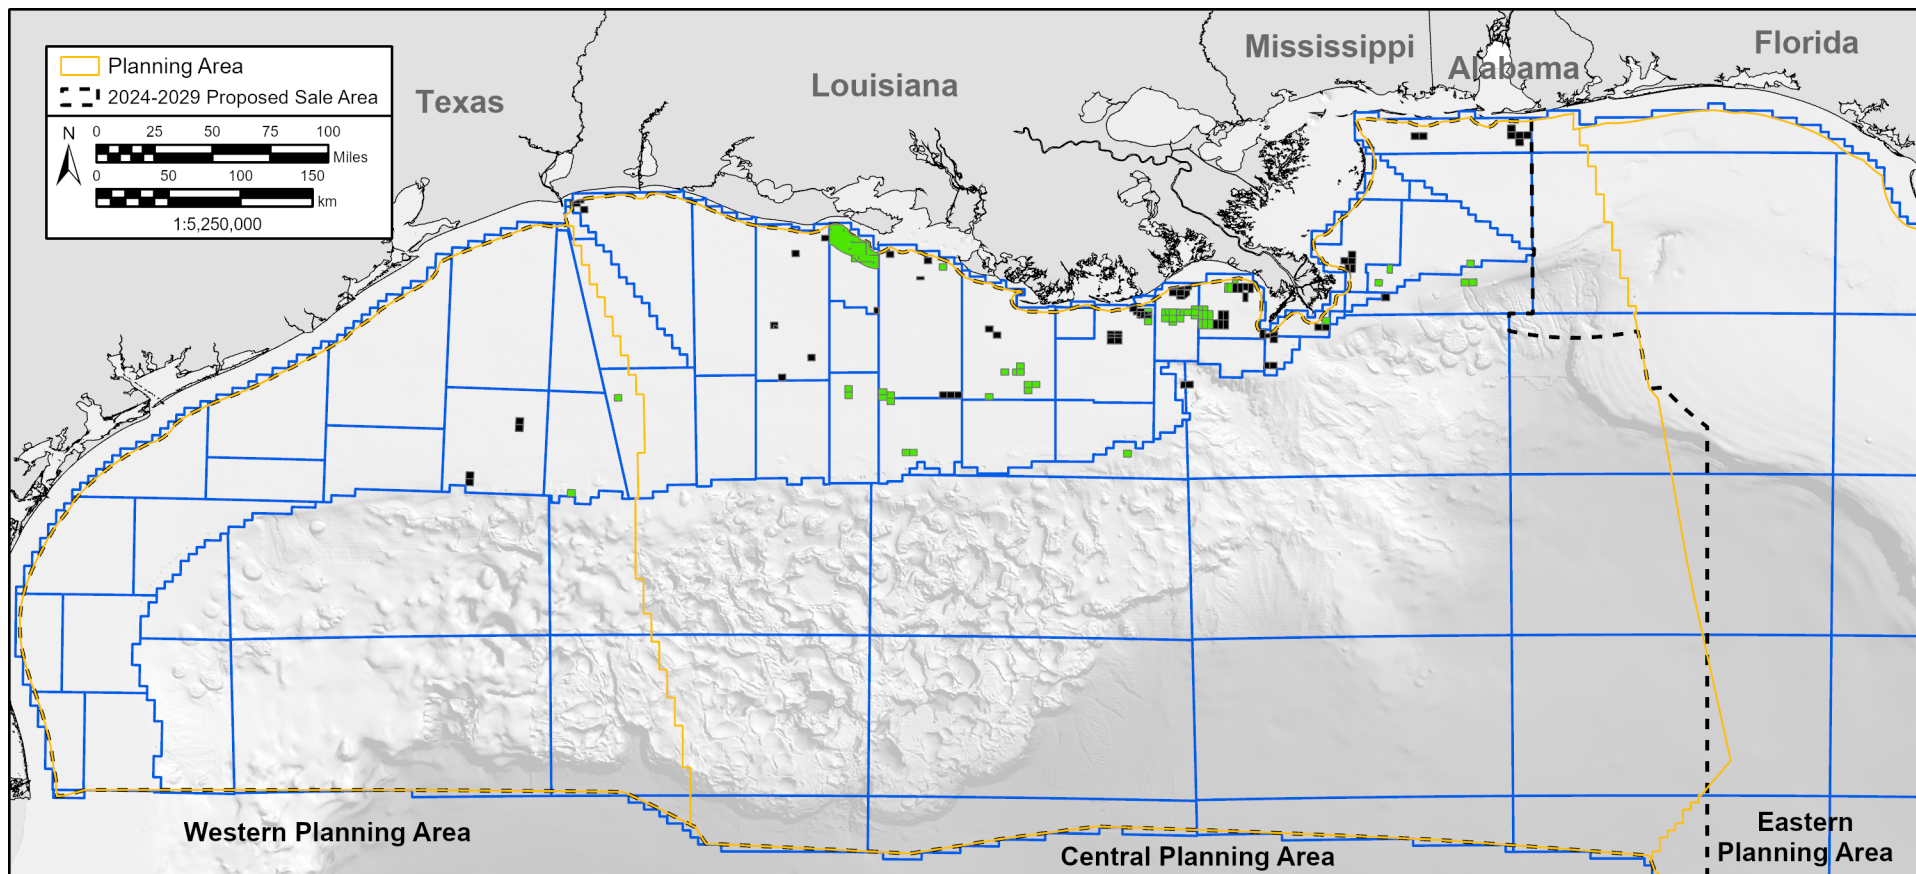 Mississippi
Florida
Alabama
Louisiana
Texas
Planning Area
2024-2029 Proposed Sale Area
N
0 25 50 75 100
Miles
0 50 100 150
km
1:5,250,000
Western Planning Area
Central Planning Area
Eastern
Planning Area